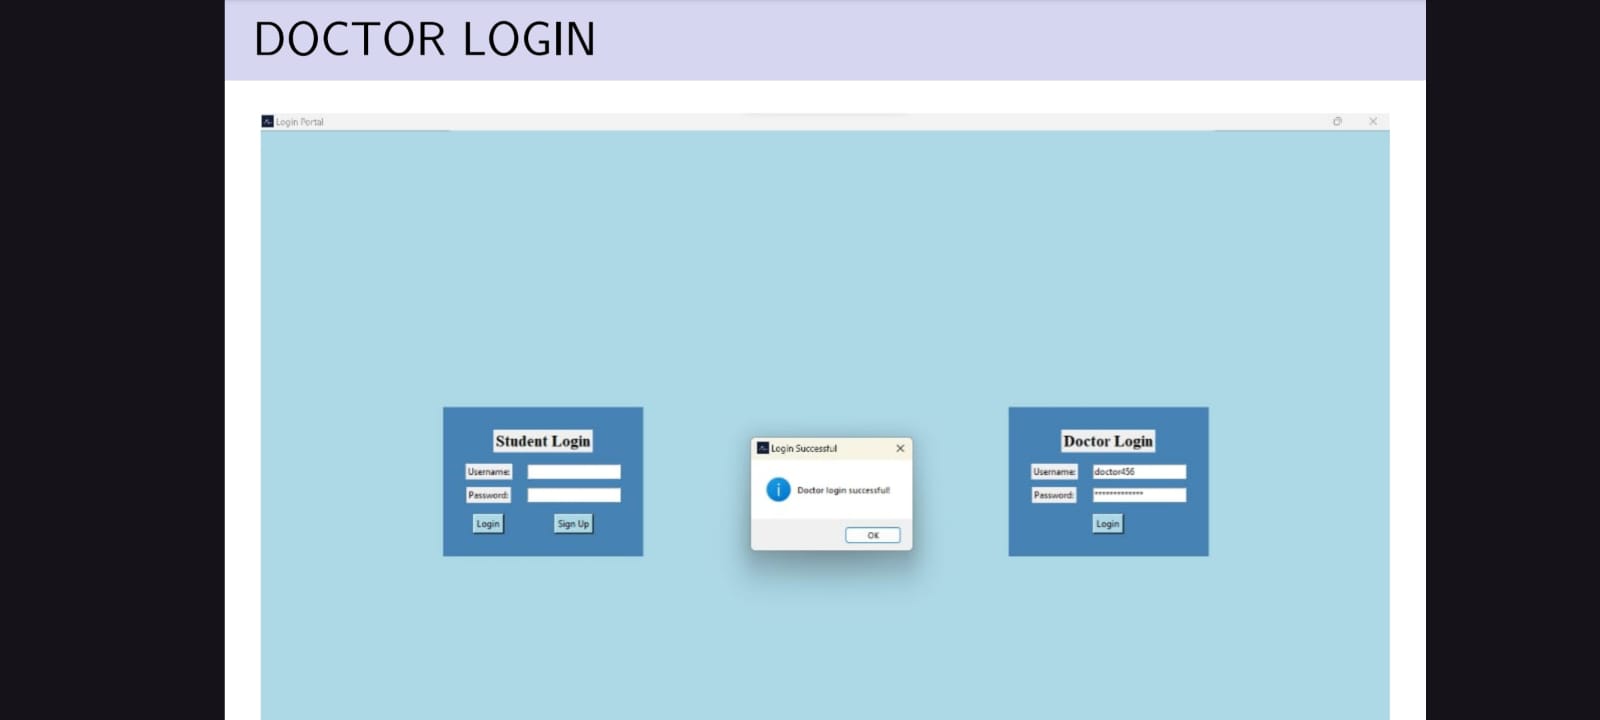 DOCTOR LOGIN
Login Portal
Student Login
Username:
Password:
Login
Sign Up
Login Successful
Doctor login successful!
OK
Doctor Login
Username: doctor456
Password: *************
Login